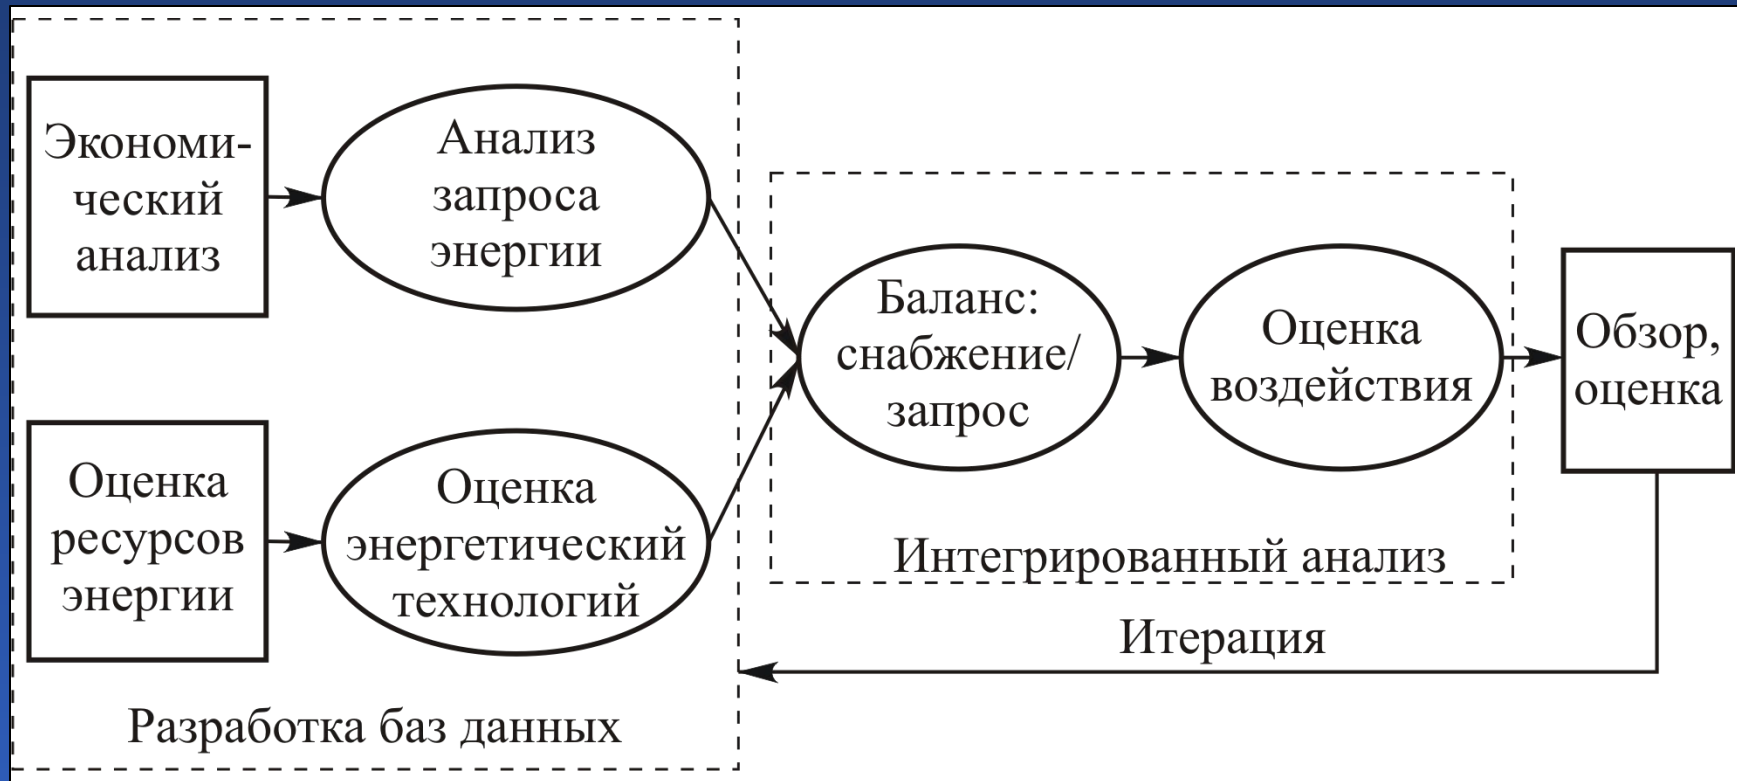 Экономи-
ческий
анализ
Анализ
запроса
энергии
Оценка
ресурсов
энергии
Оценка
энергетический
технологий
Разработка баз данных
Баланс:
снабжение/
запрос
Оценка
воздействия
Интегрированный анализ
Обзор,
оценка
Итерация